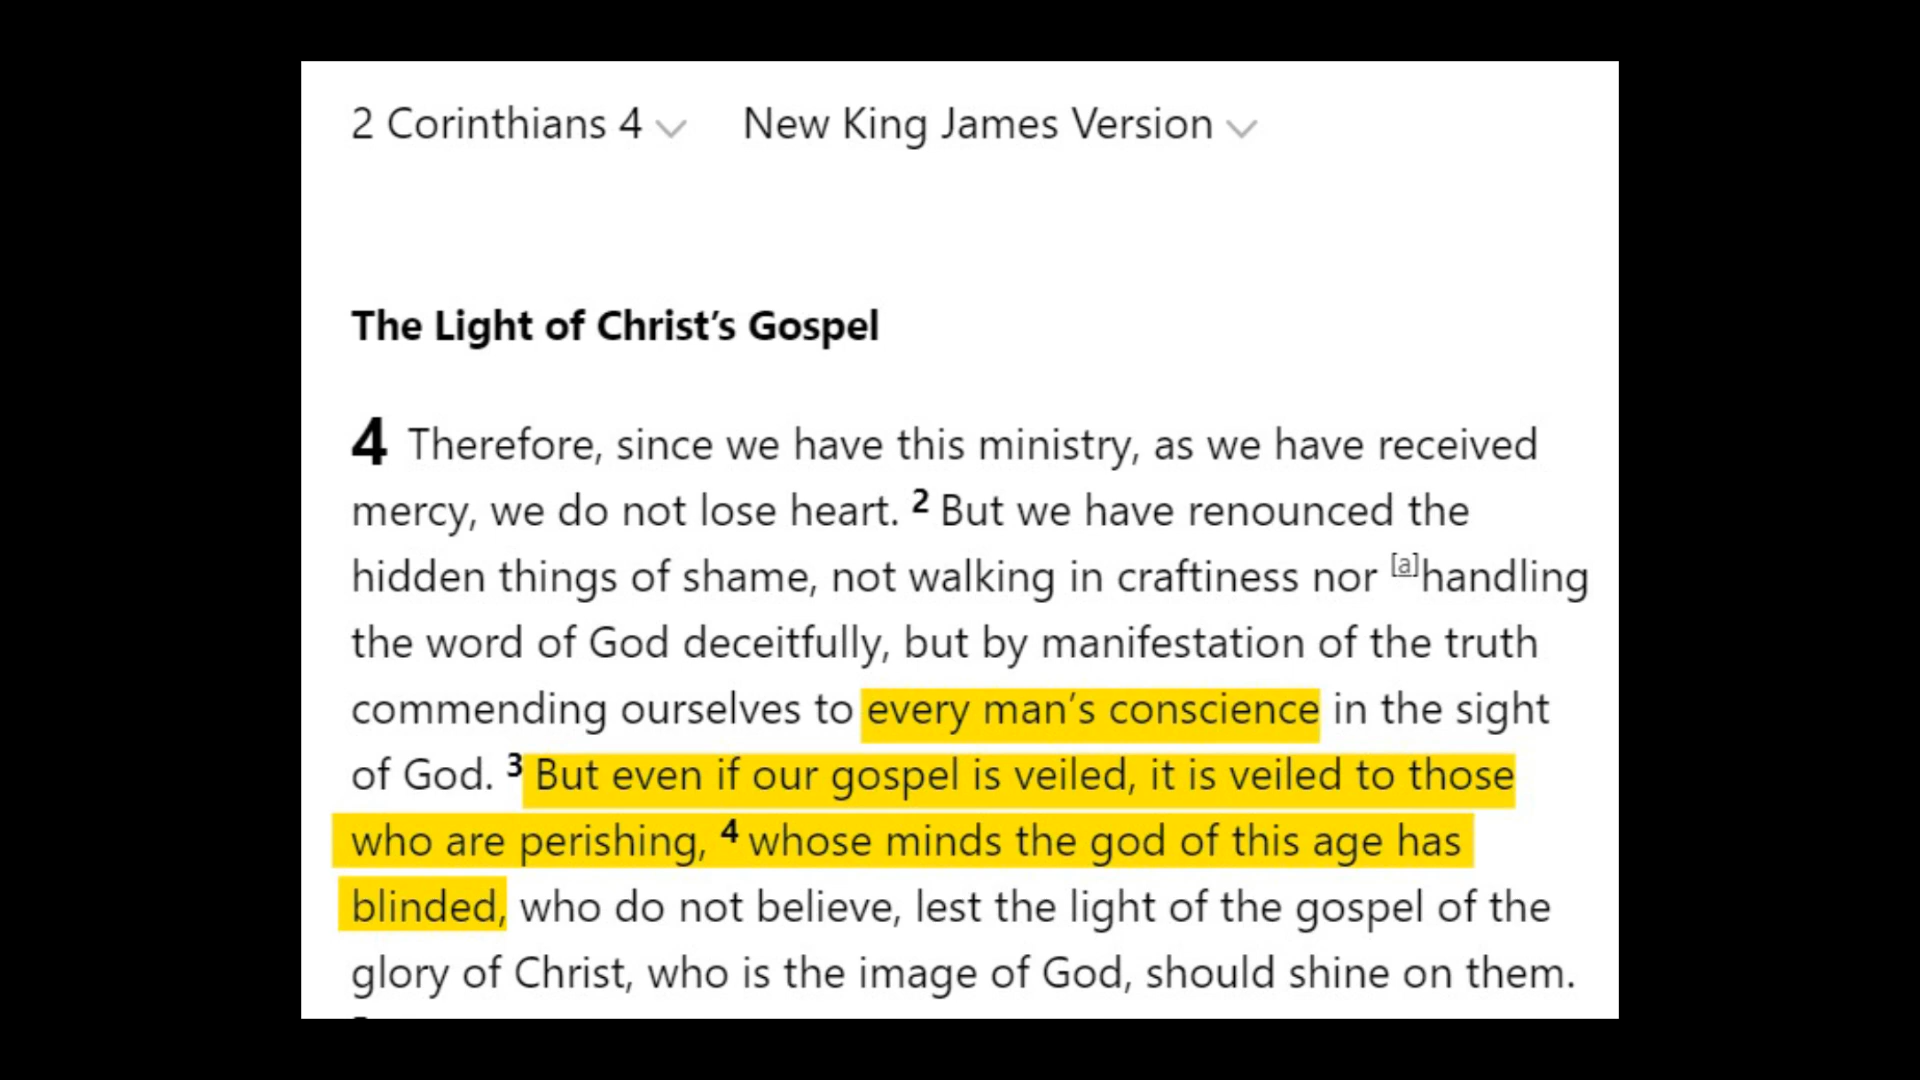 2 Corinthians 4 New King James Version
The Light of Christ’s Gospel
4 Therefore, since we have this ministry, as we have received
mercy, we do not lose heart. 2 But we have renounced the
hidden things of shame, not walking in craftiness nor [a]handling
the word of God deceitfully, but by manifestation of the truth
commending ourselves to every man’s conscience in the sight
of God. 3 But even if our gospel is veiled, it is veiled to those
who are perishing, 4 whose minds the god of this age has
blinded, who do not believe, lest the light of the gospel of the
glory of Christ, who is the image of God, should shine on them.